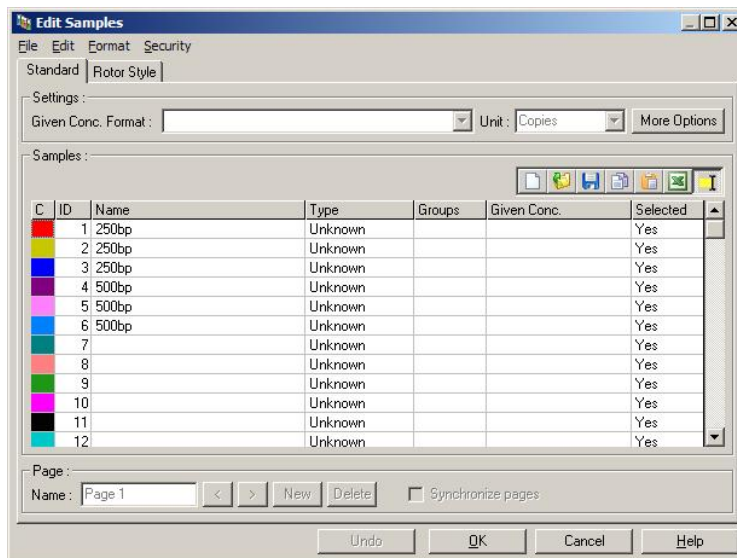 Edit Samples
File Edit Format Security
Standard Rotor Style
Settings :
Given Conc. Format : Unit : Copies More Options
Samples :
C ID Name Type Groups Given Conc. Selected
1 250bp Unknown Yes
2 250bp Unknown Yes
3 250bp Unknown Yes
4 500bp Unknown Yes
5 500bp Unknown Yes
6 500bp Unknown Yes
7 Unknown Yes
8 Unknown Yes
9 Unknown Yes
10 Unknown Yes
11 Unknown Yes
12 Unknown Yes
Page :
Name : Page 1 < > New Delete Synchronize pages
Undo OK Cancel Help